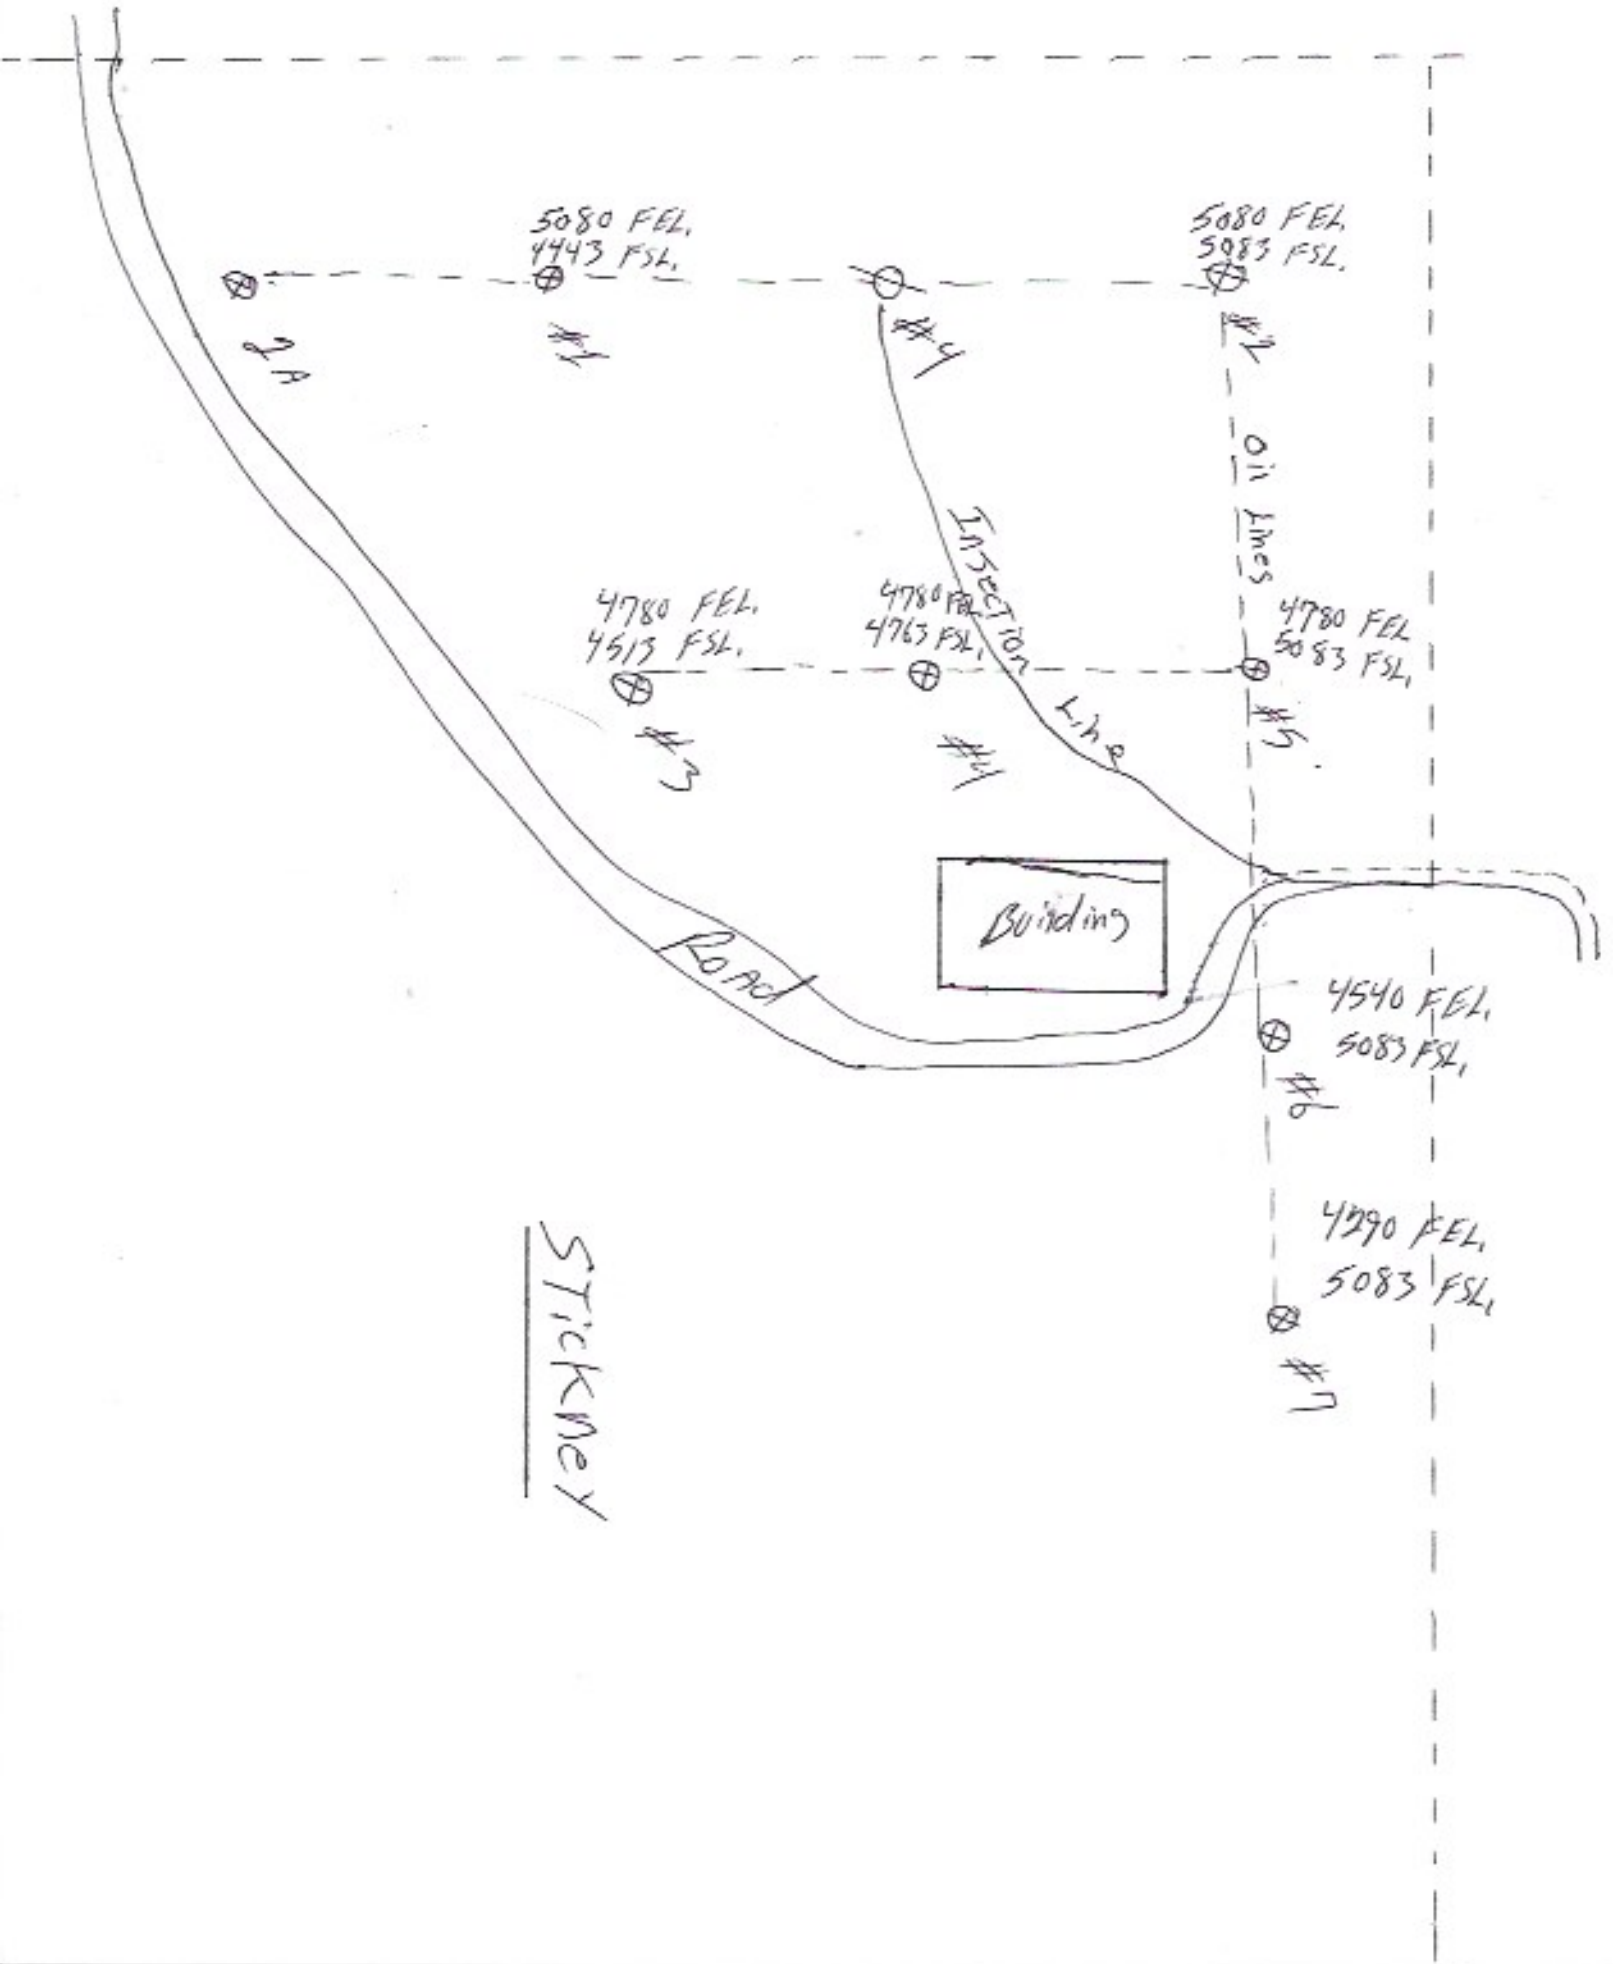 5080 FEL.
4443 FSL.
5080 FEL.
5083 FSL.
2A
#1
#4
#2
oil Lines
Insection Line
4780 FEL.
4513 FSL.
4780 FEL
4763 FSL.
4780 FEL
5083 FSL.
#3
#4
#5
Building
Road
4540 FEL.
5083 FSL.
#6
4290 FEL.
5083 FSL.
#7
Stickney